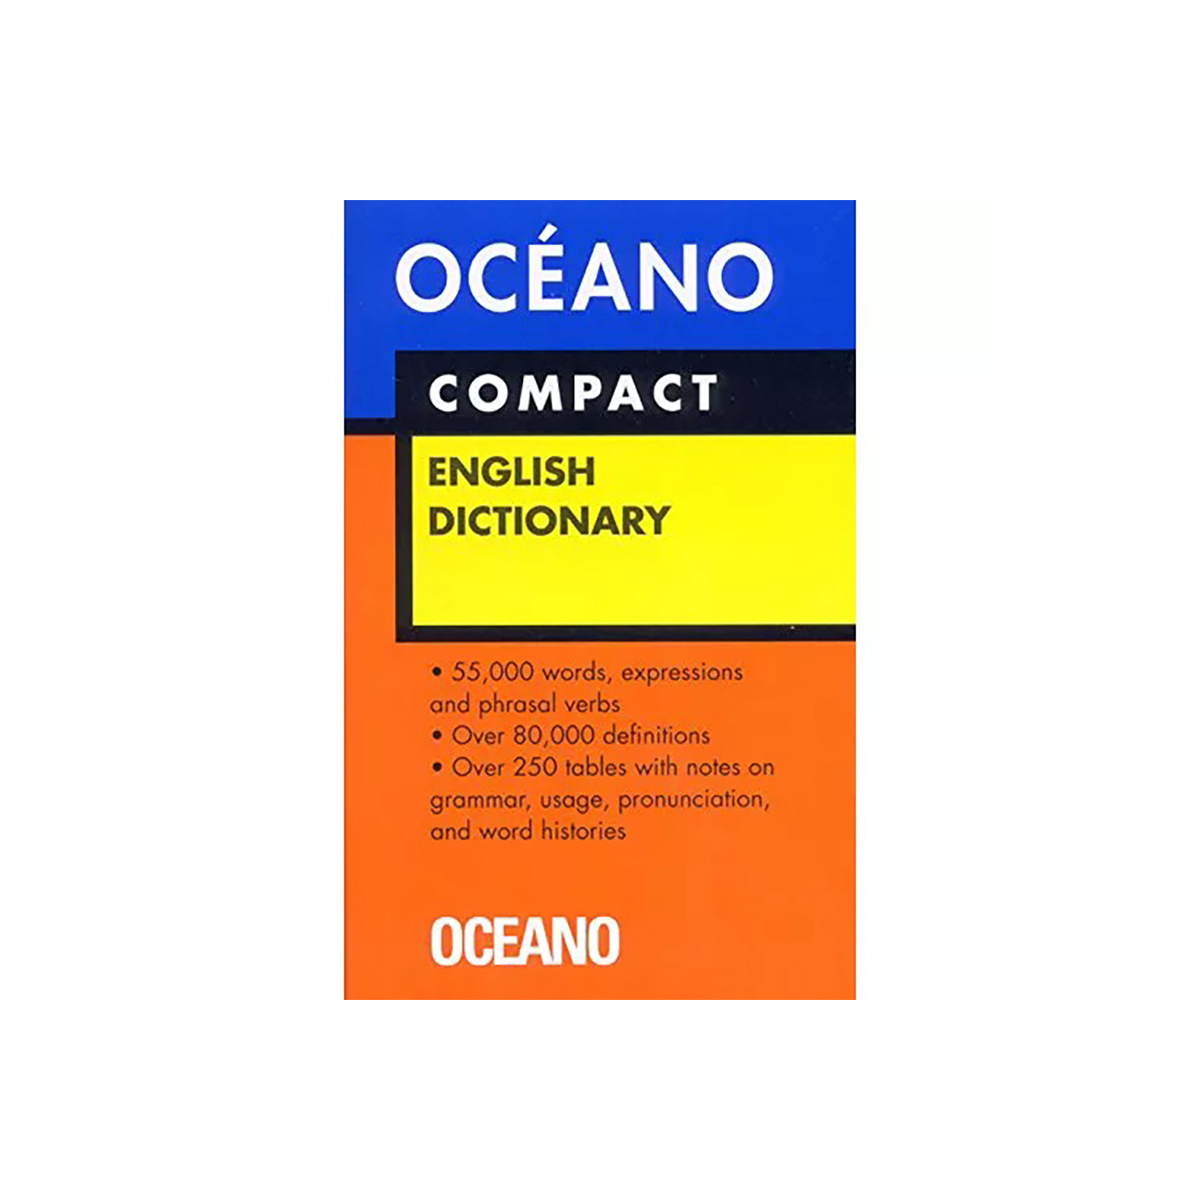 OCÉANO
COMPACT
ENGLISH
DICTIONARY
• 55,000 words, expressions
and phrasal verbs
• Over 80,000 definitions
• Over 250 tables with notes on
grammar, usage, pronunciation,
and word histories
OCEANO